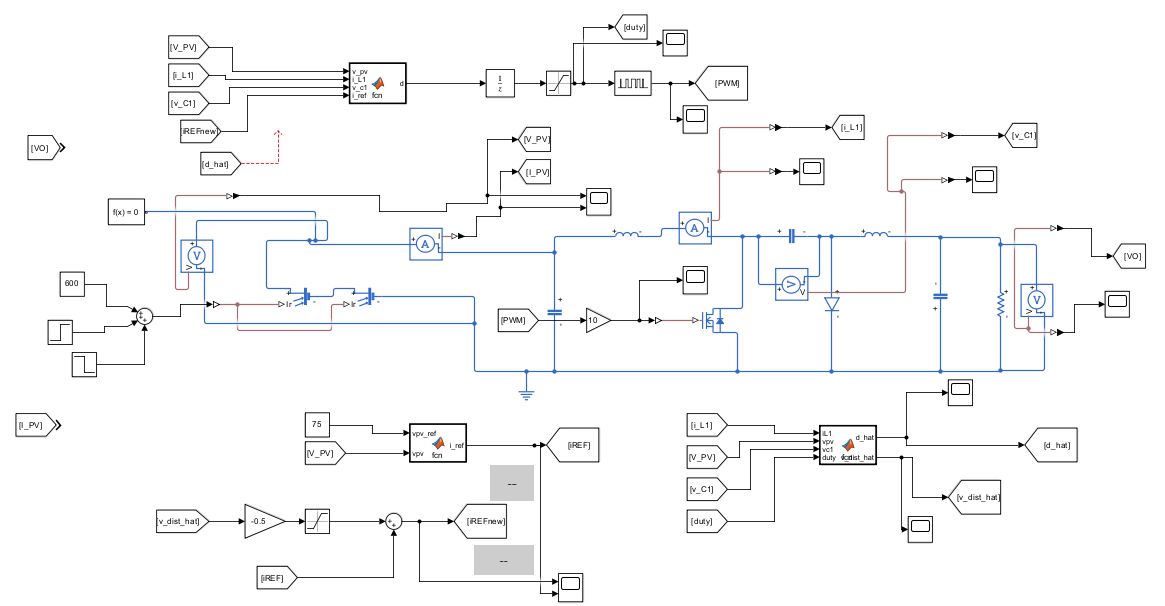 [duty]
[V_PV]
[i_L1]
[v_C1]
[iREFnew]
v_pv
i_L1
v_c1
i_ref
d
fcn
1
z
[PWM]
[VO]
[d_hat]
[V_PV]
[I_PV]
[i_L1]
[v_C1]
f(x) = 0
+
V
V
+
A
I
+
-
+
A
I
+
-
+
-
[VO]
600
+
+
+
Ir
+
-
Ir
+
-
+
-
[PWM]
10
+
V
V
-
+
+
V
V
[I_PV]
75
[V_PV]
vpv_ref
vpv
i_ref
fcn
[iREF]
--
[i_L1]
[V_PV]
[v_C1]
[duty]
iL1
vpv
vc1
duty
d_hat
fcn
v_dist_hat
[d_hat]
[v_dist_hat]
[v_dist_hat]
-0.5
+
+
[iREFnew]
[iREF]
--